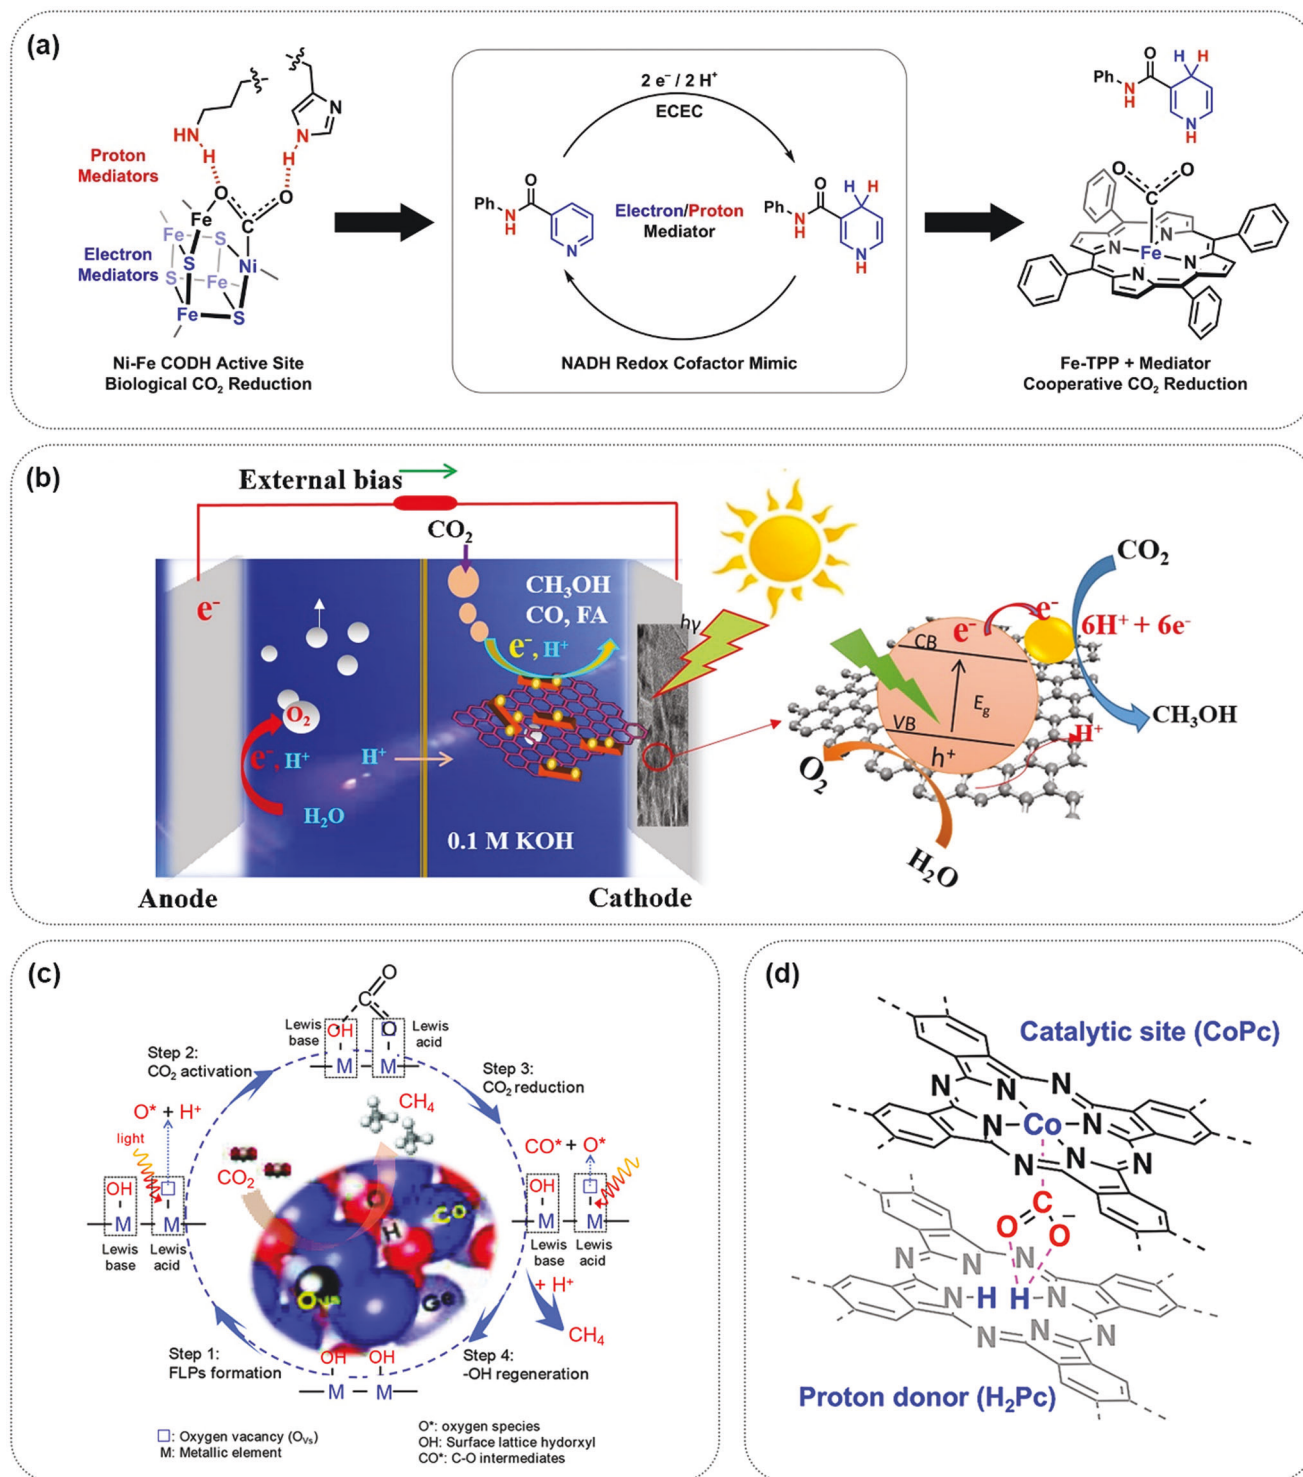 (a)
Proton
Mediators
Electron
Mediators
HN
H
N
H
N
O
O
C
Fe
Fe
S
S
Ni
S
Fe
Fe
S
Ni-Fe CODH Active Site
Biological CO₂ Reduction
2 e⁻ / 2 H⁺
ECEC
O
Ph
N
H
N
Electron/Proton
Mediator
O
H H
Ph
N
H
N
H
NADH Redox Cofactor Mimic
O
H H
Ph
N
H
N
H
O
O
C
N
N
Fe
N
N
Fe-TPP + Mediator
Cooperative CO₂ Reduction
(b)
External bias
CO₂
e⁻
CH₃OH
CO, FA
e⁻, H⁺
hγ
O₂
e⁻, H⁺
H₂O
H⁺
0.1 M KOH
Anode
Cathode
CO₂
e⁻
e⁻
6H⁺ + 6e⁻
CB
E_g
VB
h⁺
H⁺
CH₃OH
O₂
H₂O
(c)
O
C
OH
O
Lewis
base
Lewis
acid
M
M
Step 2:
CO₂ activation
Step 3:
CO₂ reduction
O* + H⁺
light
OH
M
M
Lewis
base
Lewis
acid
CO₂
CH₄
CO* + O*
OH
M
M
Lewis
base
Lewis
acid
O
H
Co
Ovs
Ge
+ H⁺
CH₄
Step 1:
FLPs formation
Step 4:
-OH regeneration
OH
OH
M
M
□: Oxygen vacancy (O_Vs)
M: Metallic element
O*: oxygen species
OH: Surface lattice hydorxyl
CO*: C-O intermediates
(d)
Catalytic site (CoPc)
N
N
N
N
Co
N
N
N
N
C
O
O
−
N
N
N
N
H
H
N
N
N
N
Proton donor (H₂Pc)